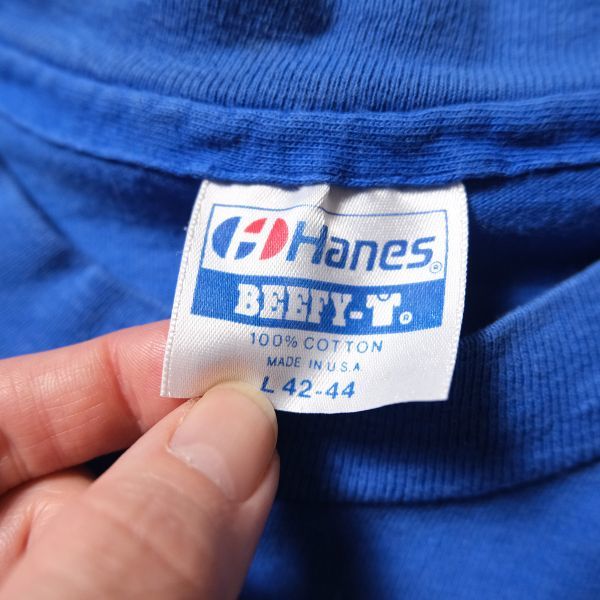 Hanes®
BEEFY-T®
100% COTTON
MADE IN U.S.A.
L 42-44